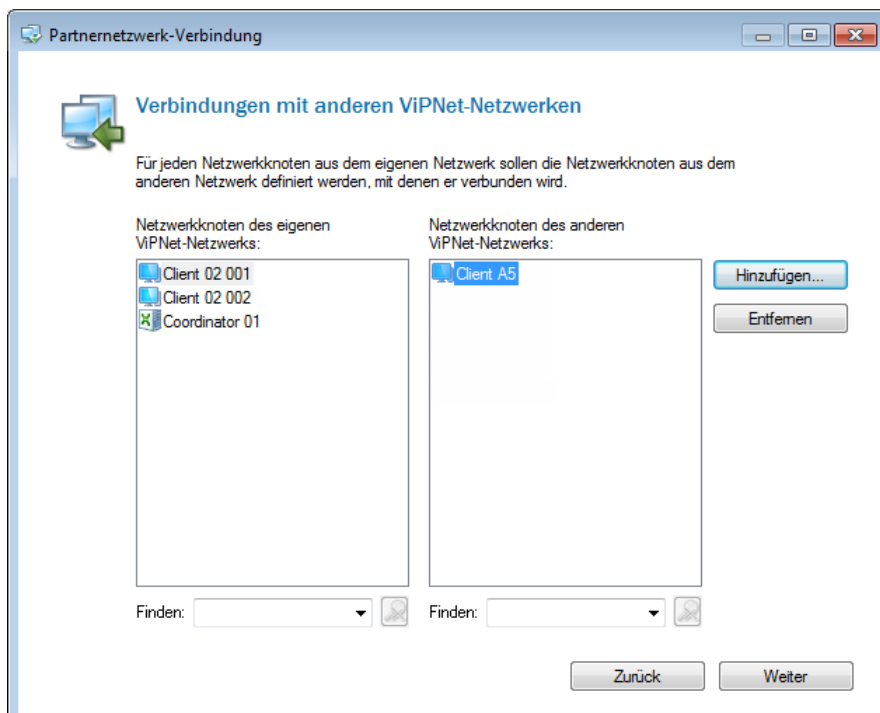 Partnernetzwerk-Verbindung
Verbindungen mit anderen ViPNet-Netzwerken
Für jeden Netzwerkknoten aus dem eigenen Netzwerk sollen die Netzwerkknoten aus dem
anderen Netzwerk definiert werden, mit denen er verbunden wird.
Netzwerkknoten des eigenen
ViPNet-Netzwerks:
Netzwerkknoten des anderen
ViPNet-Netzwerks:
Client 02 001
Client 02 002
Coordinator 01
Client A5
Hinzufügen...
Entfernen
Finden:
Finden:
Zurück
Weiter